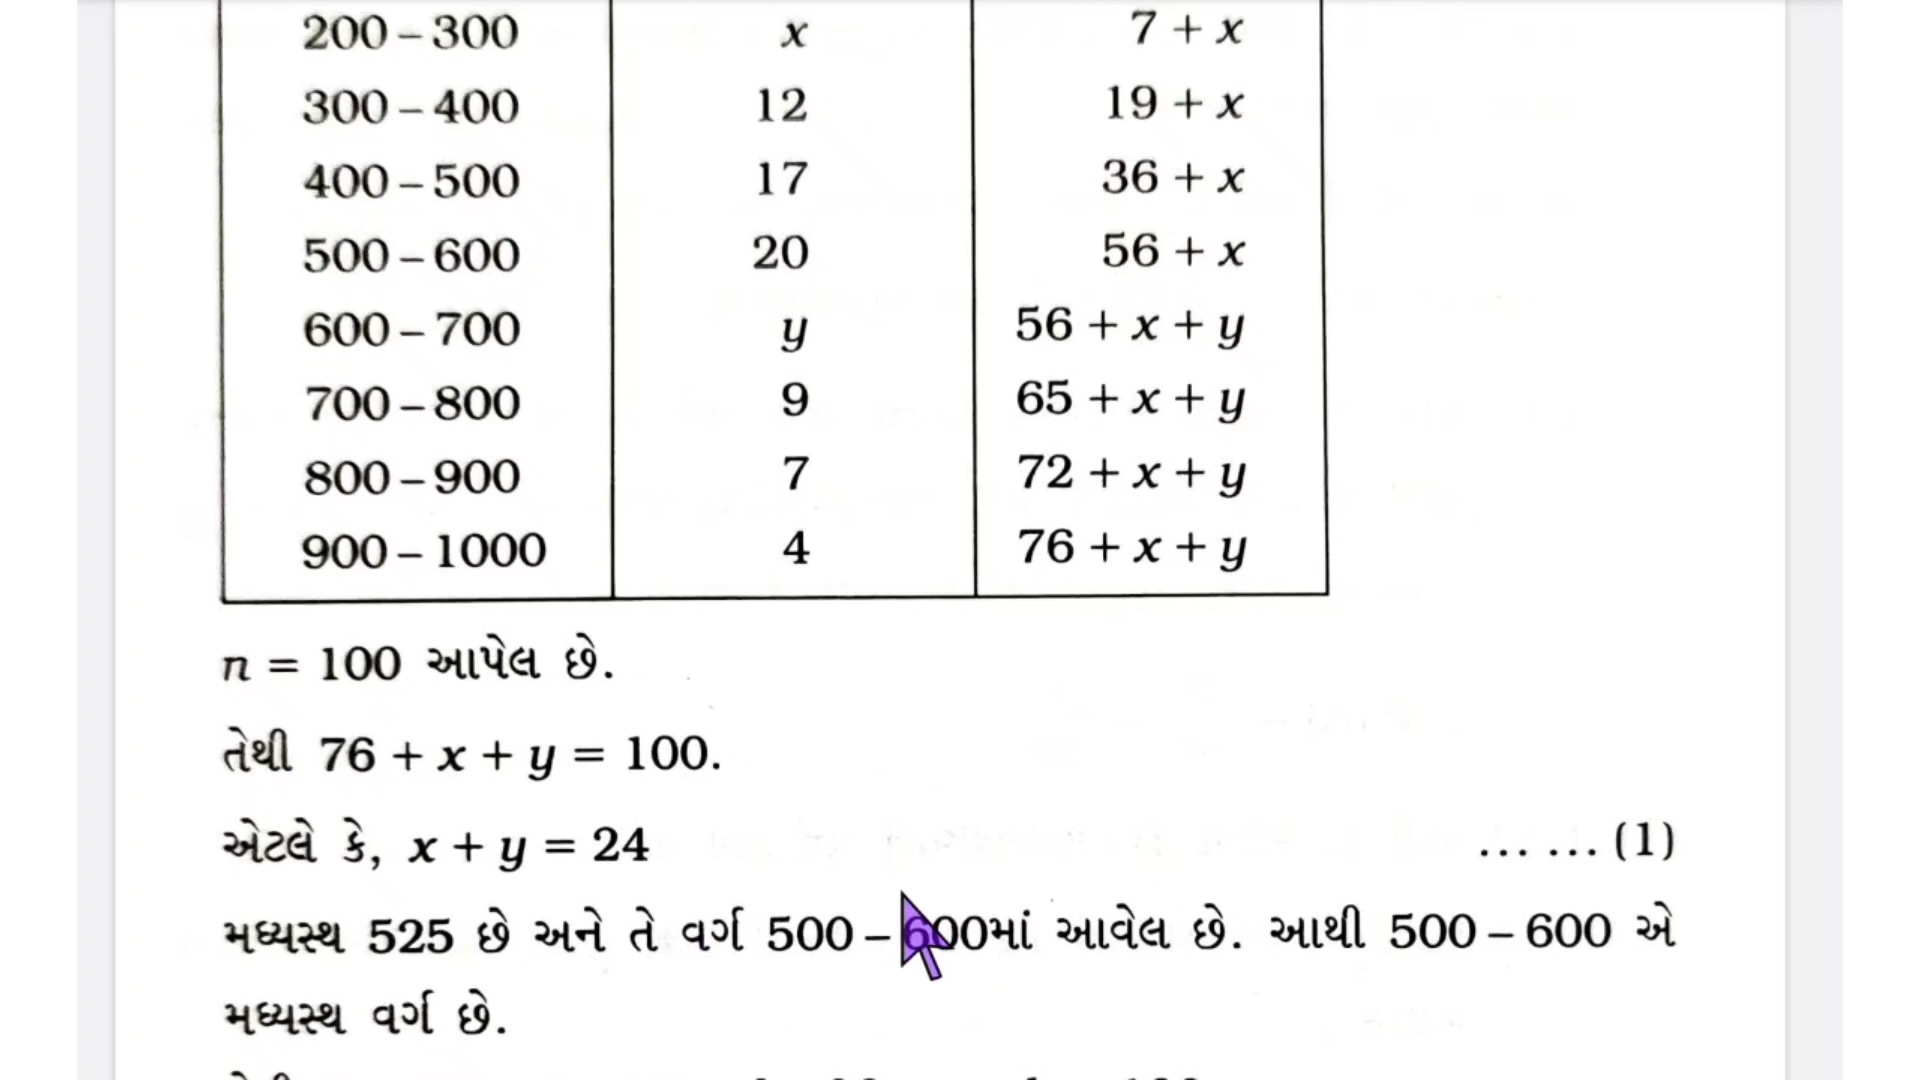 200 – 300 x 7 + x
300 – 400 12 19 + x
400 – 500 17 36 + x
500 – 600 20 56 + x
600 – 700 y 56 + x + y
700 – 800 9 65 + x + y
800 – 900 7 72 + x + y
900 – 1000 4 76 + x + y
n = 100 આપેલ છે.
તેથી 76 + x + y = 100.
એટલે કે, x + y = 24 ... ... (1)
મધ્યસ્થ 525 છે અને તે વર્ગ 500 – 600માં આવેલ છે. આથી 500 – 600 એ
મધ્યસ્થ વર્ગ છે.